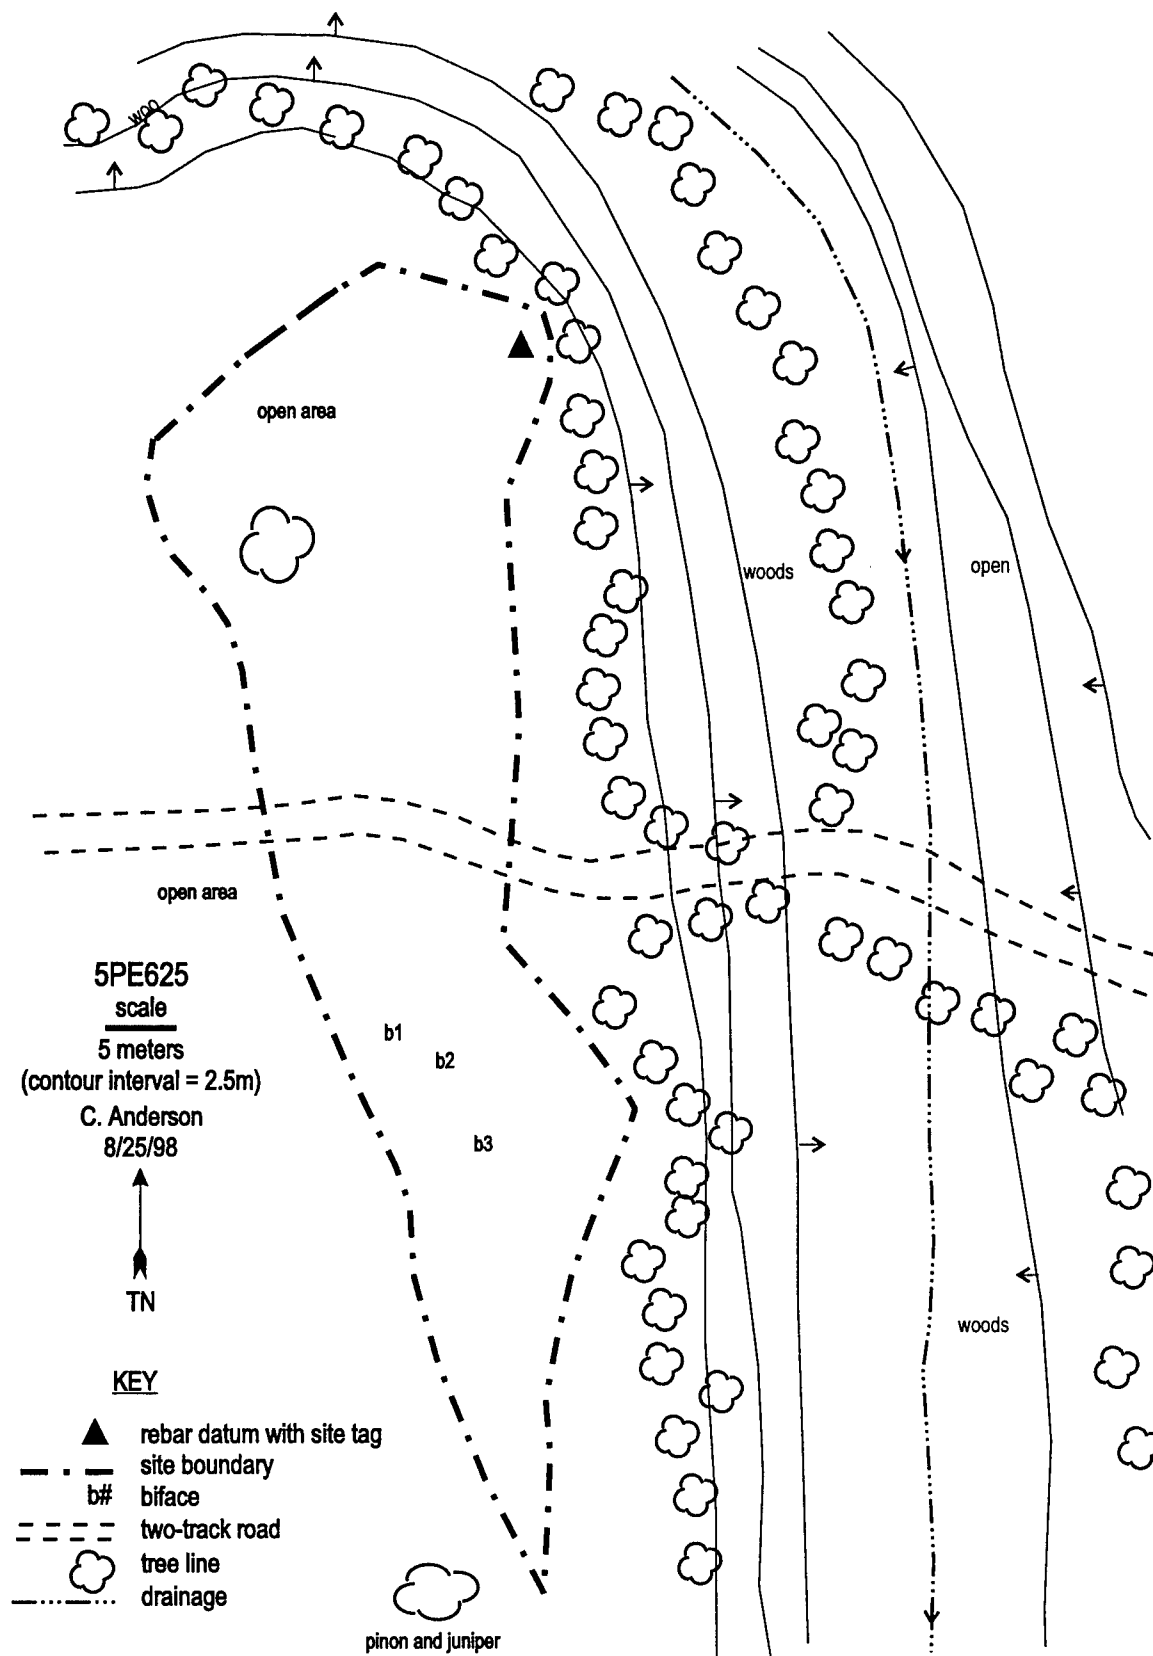 woo
open area
woods
open
open area
5PE625
scale
5 meters
(contour interval = 2.5m)
C. Anderson
8/25/98
b1
b2
b3
TN
woods
KEY
rebar datum with site tag
site boundary
b# biface
two-track road
tree line
drainage
pinon and juniper